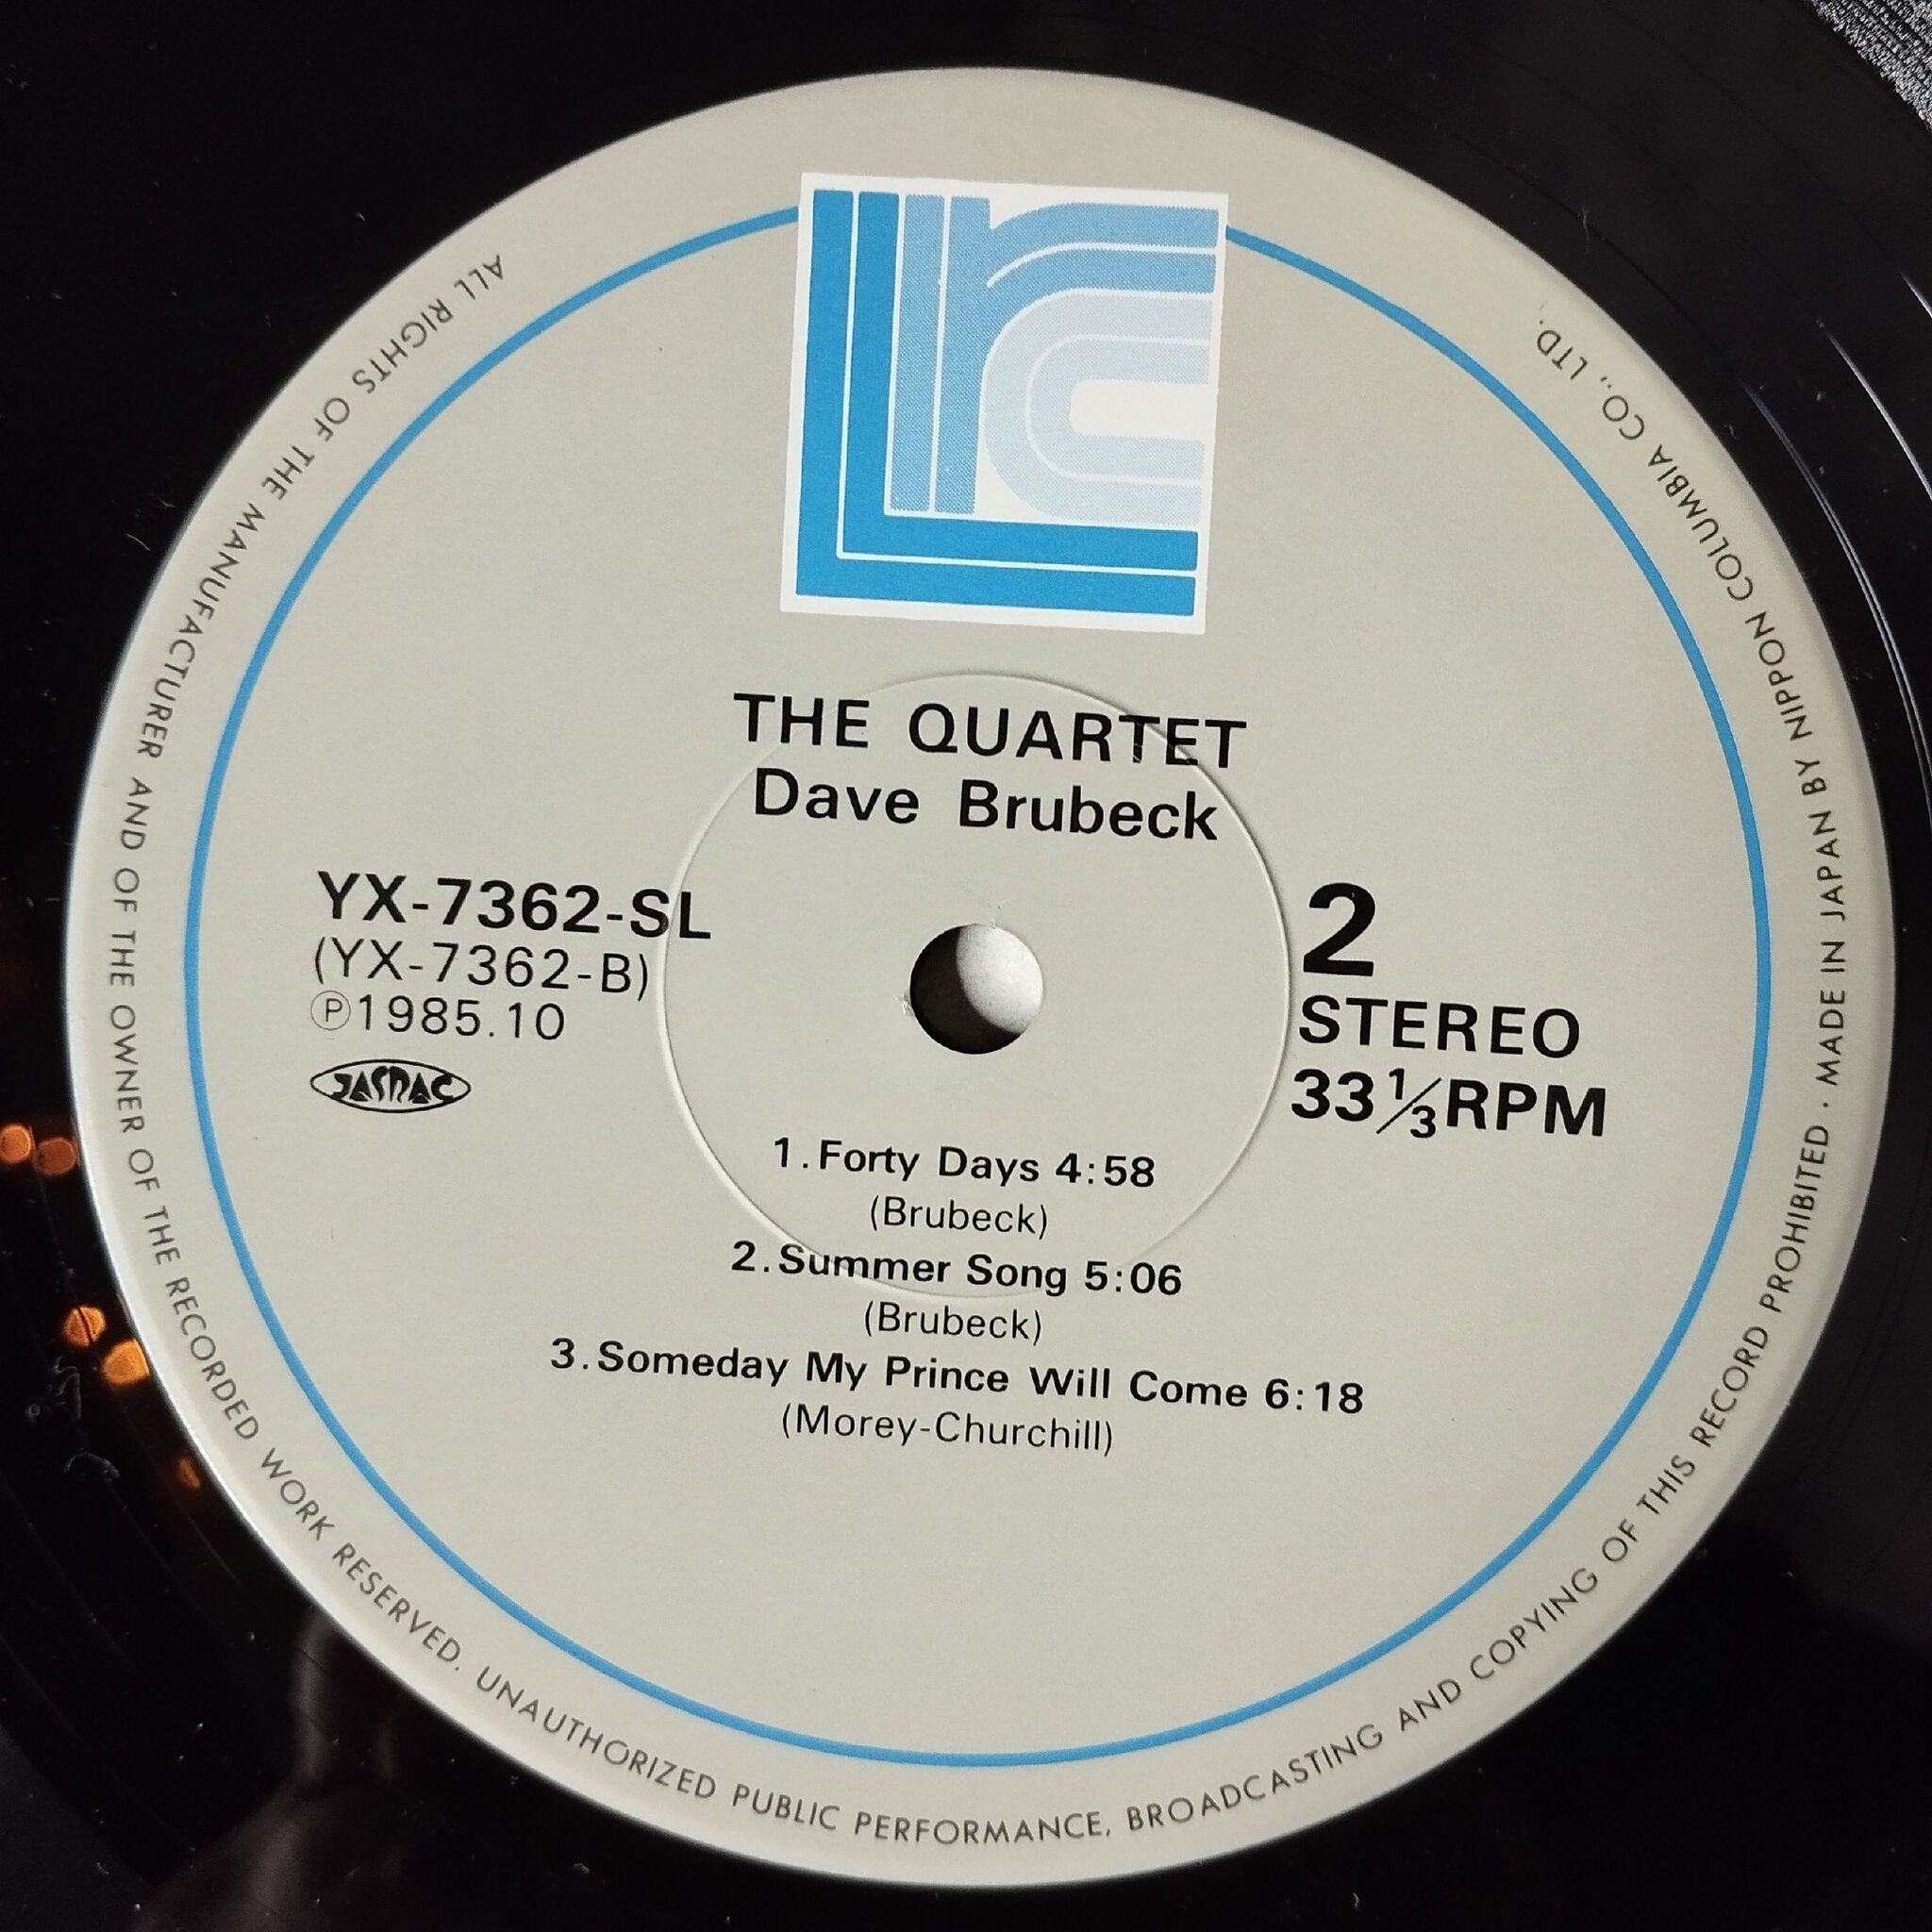 LRC
THE QUARTET
Dave Brubeck
YX-7362-SL
(YX-7362-B)
Ⓟ1985.10
JASRAC
2
STEREO
33⅓RPM
1. Forty Days 4:58
(Brubeck)
2. Summer Song 5:06
(Brubeck)
3. Someday My Prince Will Come 6:18
(Morey-Churchill)
ALL RIGHTS OF THE MANUFACTURER AND OF THE OWNER OF THE RECORDED WORK RESERVED. UNAUTHORIZED PUBLIC PERFORMANCE, BROADCASTING AND COPYING OF THIS RECORD PROHIBITED · MADE IN JAPAN BY NIPPON COLUMBIA CO., LTD.